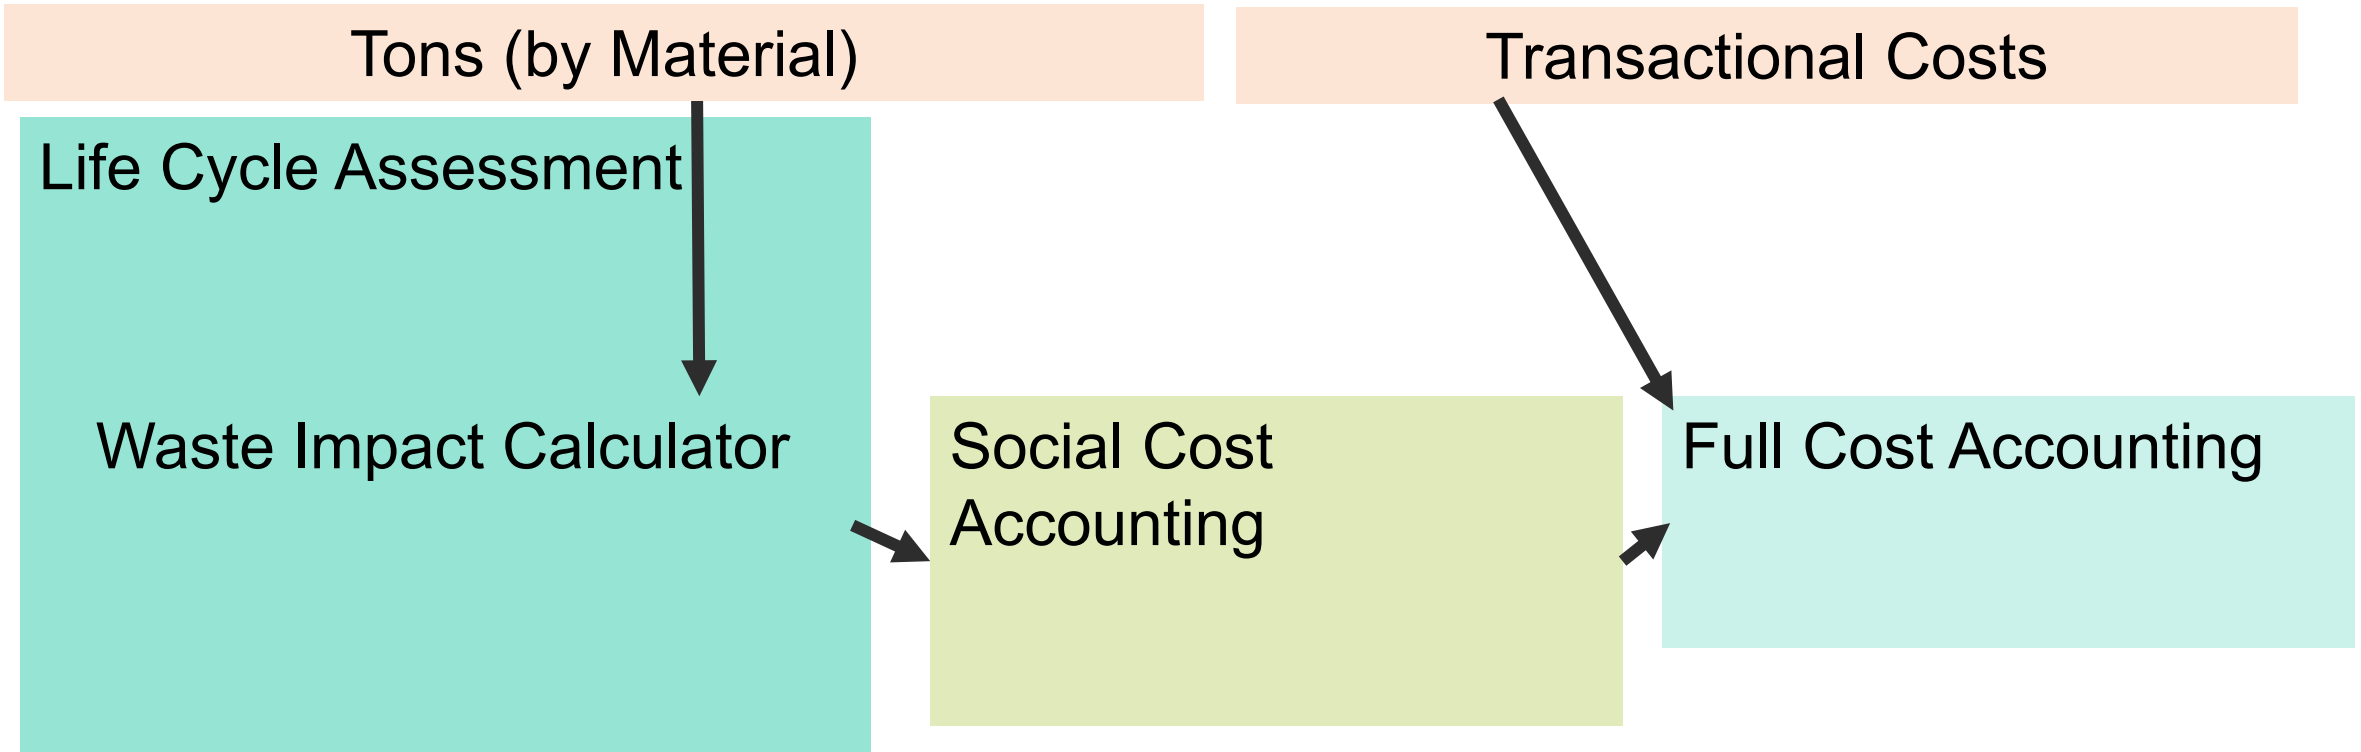 Tons (by Material)
Transactional Costs
Life Cycle Assessment
Waste Impact Calculator
Social Cost
Accounting
Full Cost Accounting